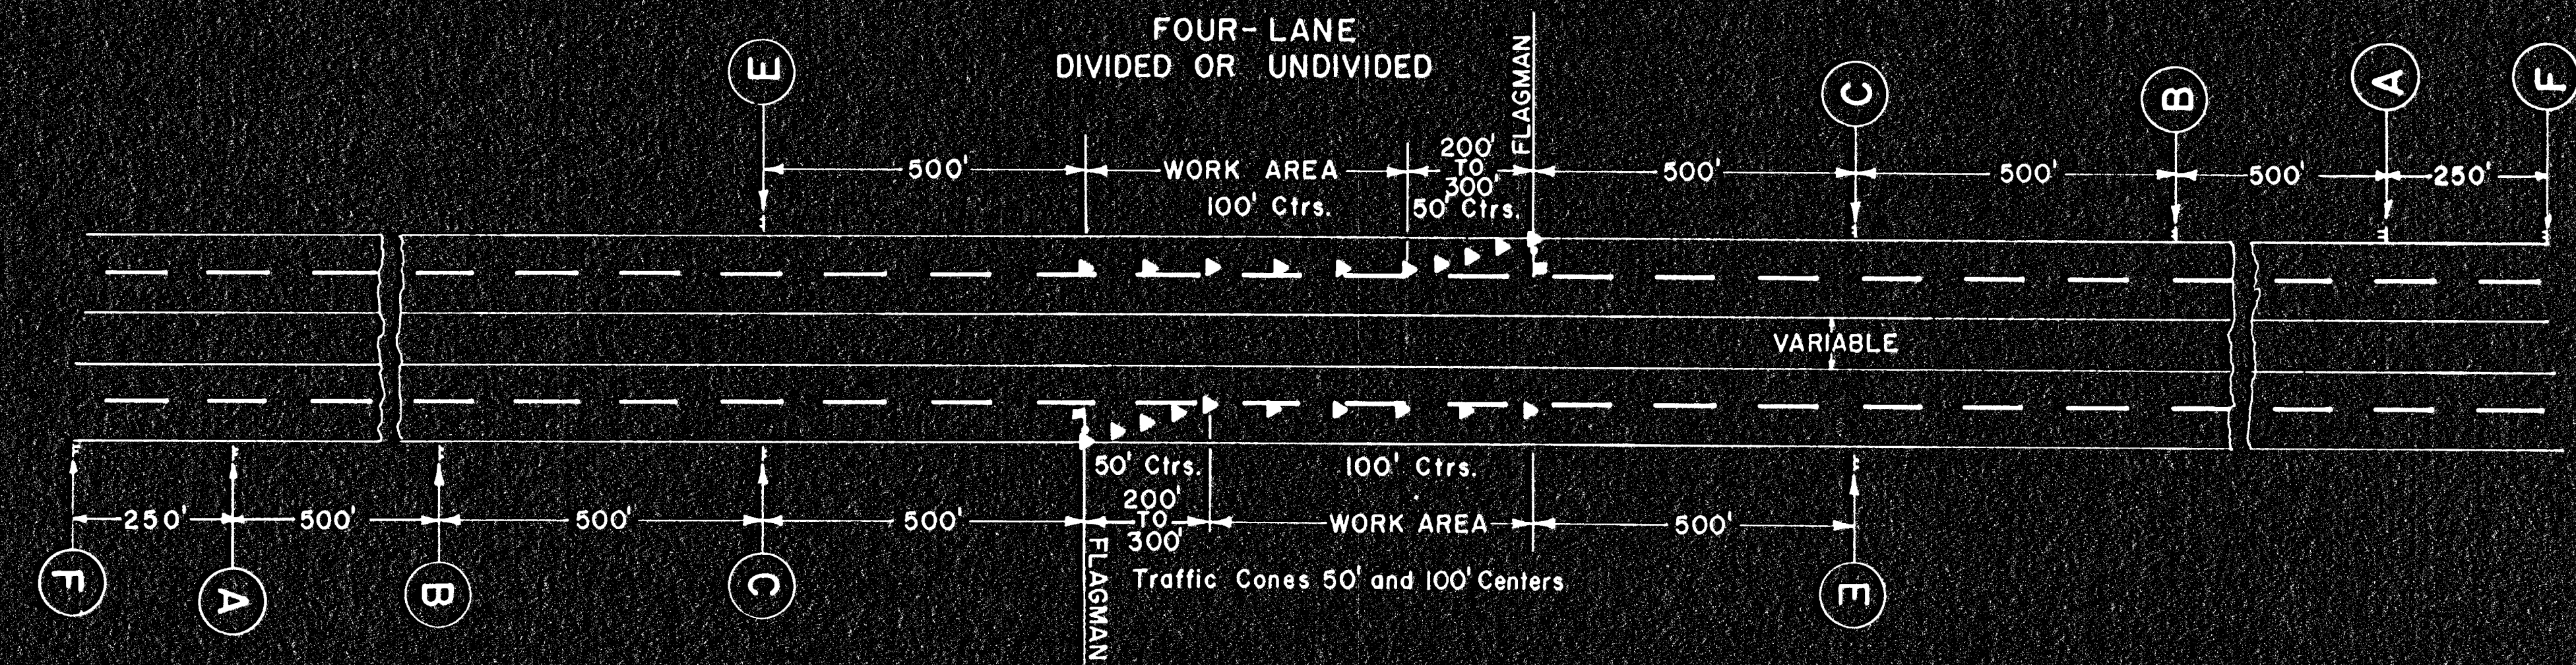 FOUR-LANE
DIVIDED OR UNDIVIDED
E
FLAGMAN
C
B
A
F
500'
WORK AREA
200'
TO
300'
500'
500'
500'
250'
100' Ctrs.
50' Ctrs.
VARIABLE
50' Ctrs.
100' Ctrs.
250'
500'
500'
500'
200'
TO
300'
WORK AREA
500'
F
A
B
C
FLAGMAN
Traffic Cones 50' and 100' Centers
E